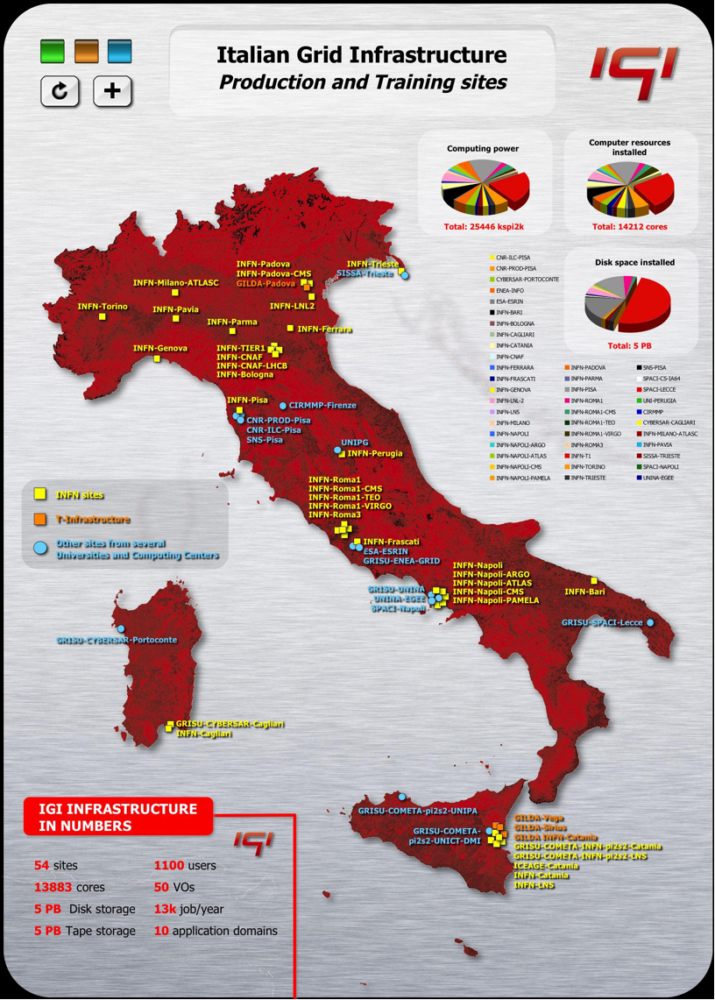 Italian Grid Infrastructure
Production and Training sites
IGI
Computing power
Total: 25446 kspi2k
Computer resources
installed
Total: 14212 cores
Disk space installed
Total: 5 PB
CNR-ILC-PISA
CNR-PROD-PISA
CYBERSAR-PORTOCONTE
ENEA-INFO
ESA-ESRIN
INFN-BARI
INFN-BOLOGNA
INFN-CAGLIARI
INFN-CATANIA
INFN-CNAF
INFN-FERRARA
INFN-FRASCATI
INFN-GENOVA
INFN-LNL-2
INFN-LNS
INFN-MILANO
INFN-NAPOLI
INFN-NAPOLI-ARGO
INFN-NAPOLI-ATLAS
INFN-NAPOLI-CMS
INFN-NAPOLI-PAMELA
INFN-PADOVA
INFN-PARMA
INFN-PISA
INFN-ROMA1
INFN-ROMA1-CMS
INFN-ROMA1-TEO
INFN-ROMA1-VIRGO
INFN-ROMA3
INFN-T1
INFN-TORINO
INFN-TRIESTE
SNS-PISA
SPACI-CS-IA64
SPACI-LECCE
UNI-PERUGIA
CIRMMP
CYBERSAR-CAGLIARI
INFN-MILANO-ATLASC
INFN-PAVIA
SISSA-TRIESTE
SPACI-NAPOLI
UNINA-EGEE
INFN-Padova
INFN-Padova-CMS
GILDA-Padova
INFN-Trieste
SISSA-Trieste
INFN-Milano-ATLASC
INFN-LNL2
INFN-Torino
INFN-Pavia
INFN-Parma
INFN-Ferrara
INFN-Genova
INFN-TIER1
INFN-CNAF
INFN-CNAF-LHCB
INFN-Bologna
INFN-Pisa
CIRMMP-Firenze
CNR-PROD-Pisa
CNR-ILC-Pisa
SNS-Pisa
UNIPG
INFN-Perugia
INFN-Roma1
INFN-Roma1-CMS
INFN-Roma1-TEO
INFN-Roma1-VIRGO
INFN-Roma3
INFN sites
T-Infrastructure
Other sites from several
Universities and Computing Centers
INFN-Frascati
ESA-ESRIN
GRISU-ENEA-GRID
INFN-Napoli
INFN-Napoli-ARGO
INFN-Napoli-ATLAS
INFN-Napoli-CMS
INFN-Napoli-PAMELA
GRISU-UNINA
UNINA-EGEE
SPACI-Napoli
INFN-Bari
GRISU-SPACI-Lecce
GRISU-CYBERSAR-Portoconte
GRISU-CYBERSAR-Cagliari
INFN-Cagliari
GRISU-COMETA-pi2s2-UNIPA
GRISU-COMETA-
pi2s2-UNICT-DMI
GILDA-Vega
GILDA-Sirius
GILDA INFN-Catania
GRISU-COMETA-INFN-pi2s2-Catania
GRISU-COMETA-INFN-pi2s2-LNS
ICEAGE-Catania
INFN-Catania
INFN-LNS
IGI INFRASTRUCTURE
IN NUMBERS
IGI
54 sites
1100 users
13883 cores
50 VOs
5 PB Disk storage
13k job/year
5 PB Tape storage
10 application domains